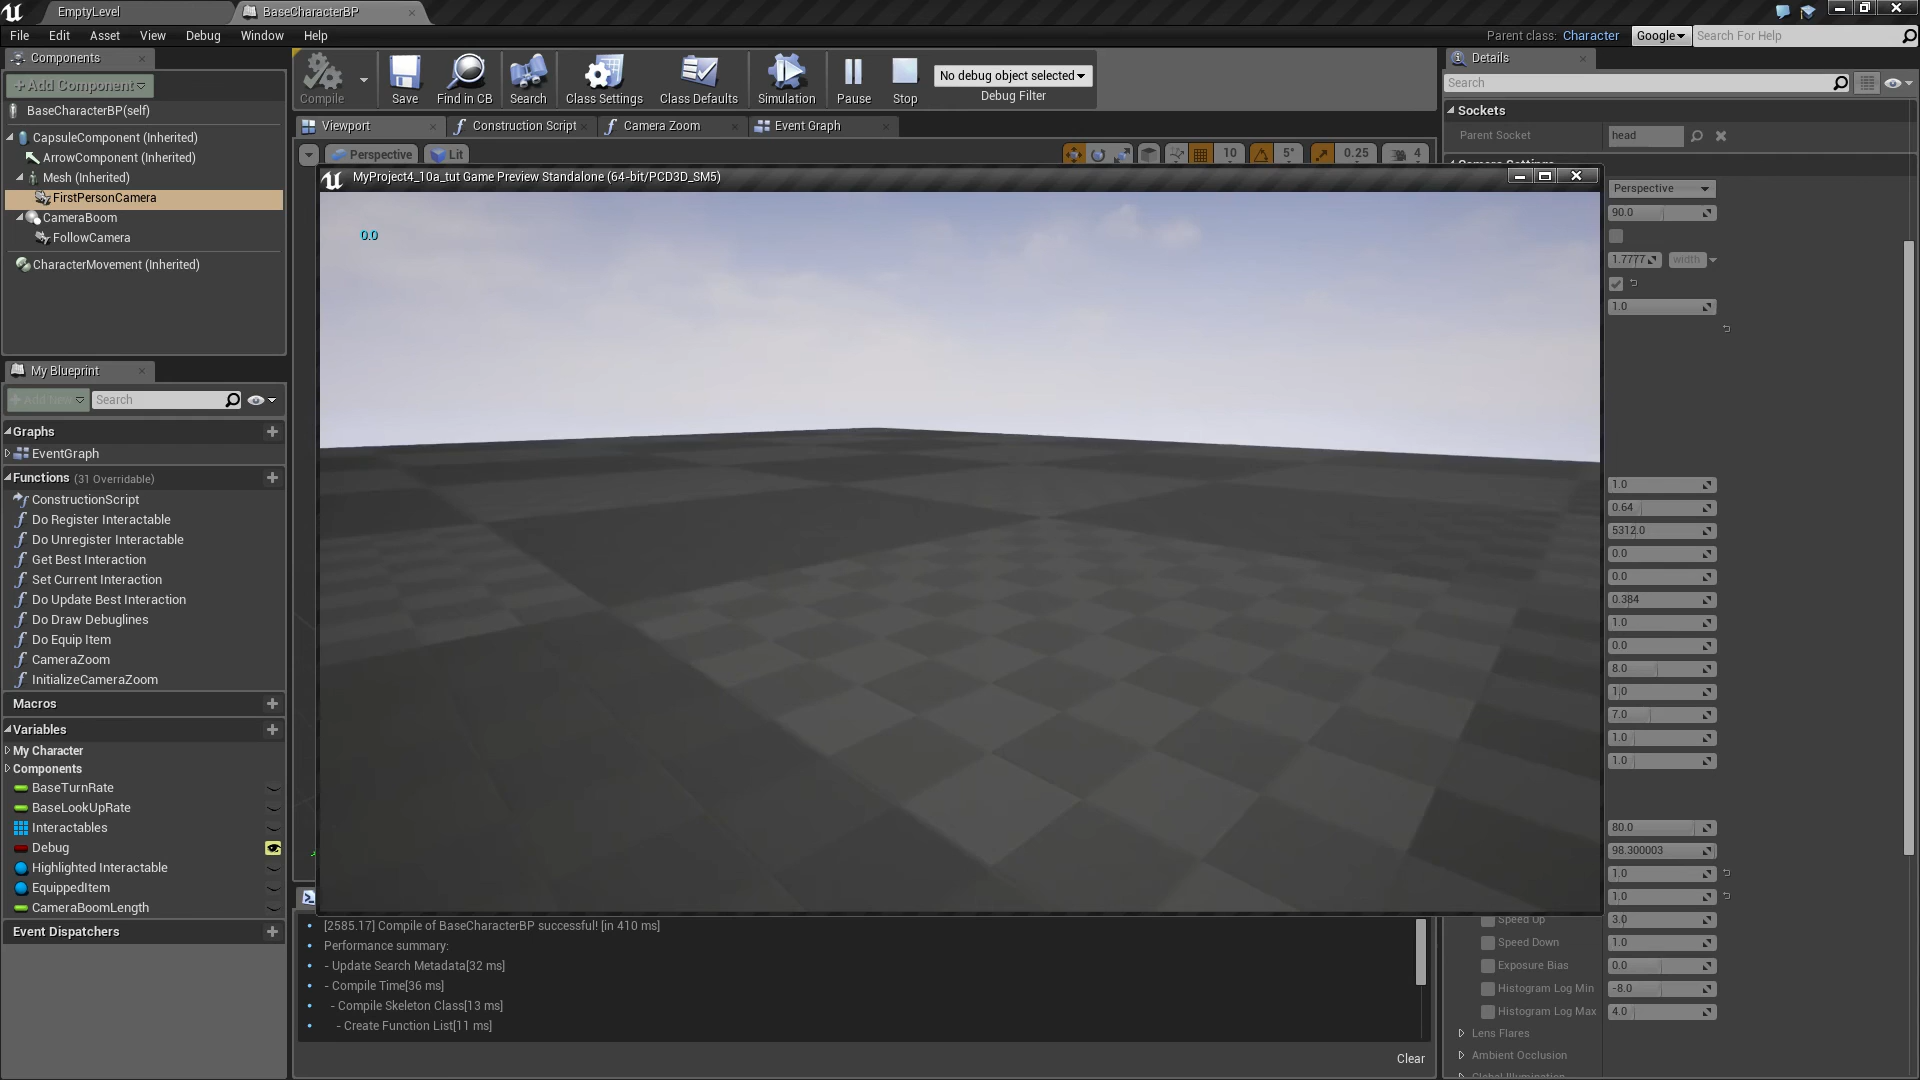 EmptyLevel
BaseCharacterBP
File Edit Asset View Debug Window Help
Parent class: Character
Google
Search For Help
Components
+Add Component
BaseCharacterBP(self)
CapsuleComponent (Inherited)
ArrowComponent (Inherited)
Mesh (Inherited)
FirstPersonCamera
CameraBoom
FollowCamera
CharacterMovement (Inherited)
My Blueprint
+Add New
Search
Graphs
EventGraph
Functions (31 Overridable)
ConstructionScript
Do Register Interactable
Do Unregister Interactable
Get Best Interaction
Set Current Interaction
Do Update Best Interaction
Do Draw Debuglines
Do Equip Item
CameraZoom
InitializeCameraZoom
Macros
Variables
My Character
Components
BaseTurnRate
BaseLookUpRate
Interactables
Debug
Highlighted Interactable
EquippedItem
CameraBoomLength
Event Dispatchers
Compile
Save
Find in CB
Search
Class Settings
Class Defaults
Simulation
Pause
Stop
No debug object selected
Debug Filter
Viewport
Construction Script
Camera Zoom
Event Graph
Perspective
Lit
10
5°
0.25
4
MyProject4_10a_tut Game Preview Standalone (64-bit/PCD3D_SM5)
0.0
[2585.17] Compile of BaseCharacterBP successful! [in 410 ms]
Performance summary:
- Update Search Metadata[32 ms]
- Compile Time[36 ms]
- Compile Skeleton Class[13 ms]
- Create Function List[11 ms]
Clear
Details
Search
Sockets
Parent Socket
head
Perspective
90.0
1.7777
width
1.0
1.0
0.64
5312.0
0.0
0.0
0.384
1.0
0.0
8.0
1.0
7.0
1.0
1.0
80.0
98.300003
1.0
1.0
Speed Up 3.0
Speed Down 1.0
Exposure Bias 0.0
Histogram Log Min -8.0
Histogram Log Max 4.0
Lens Flares
Ambient Occlusion